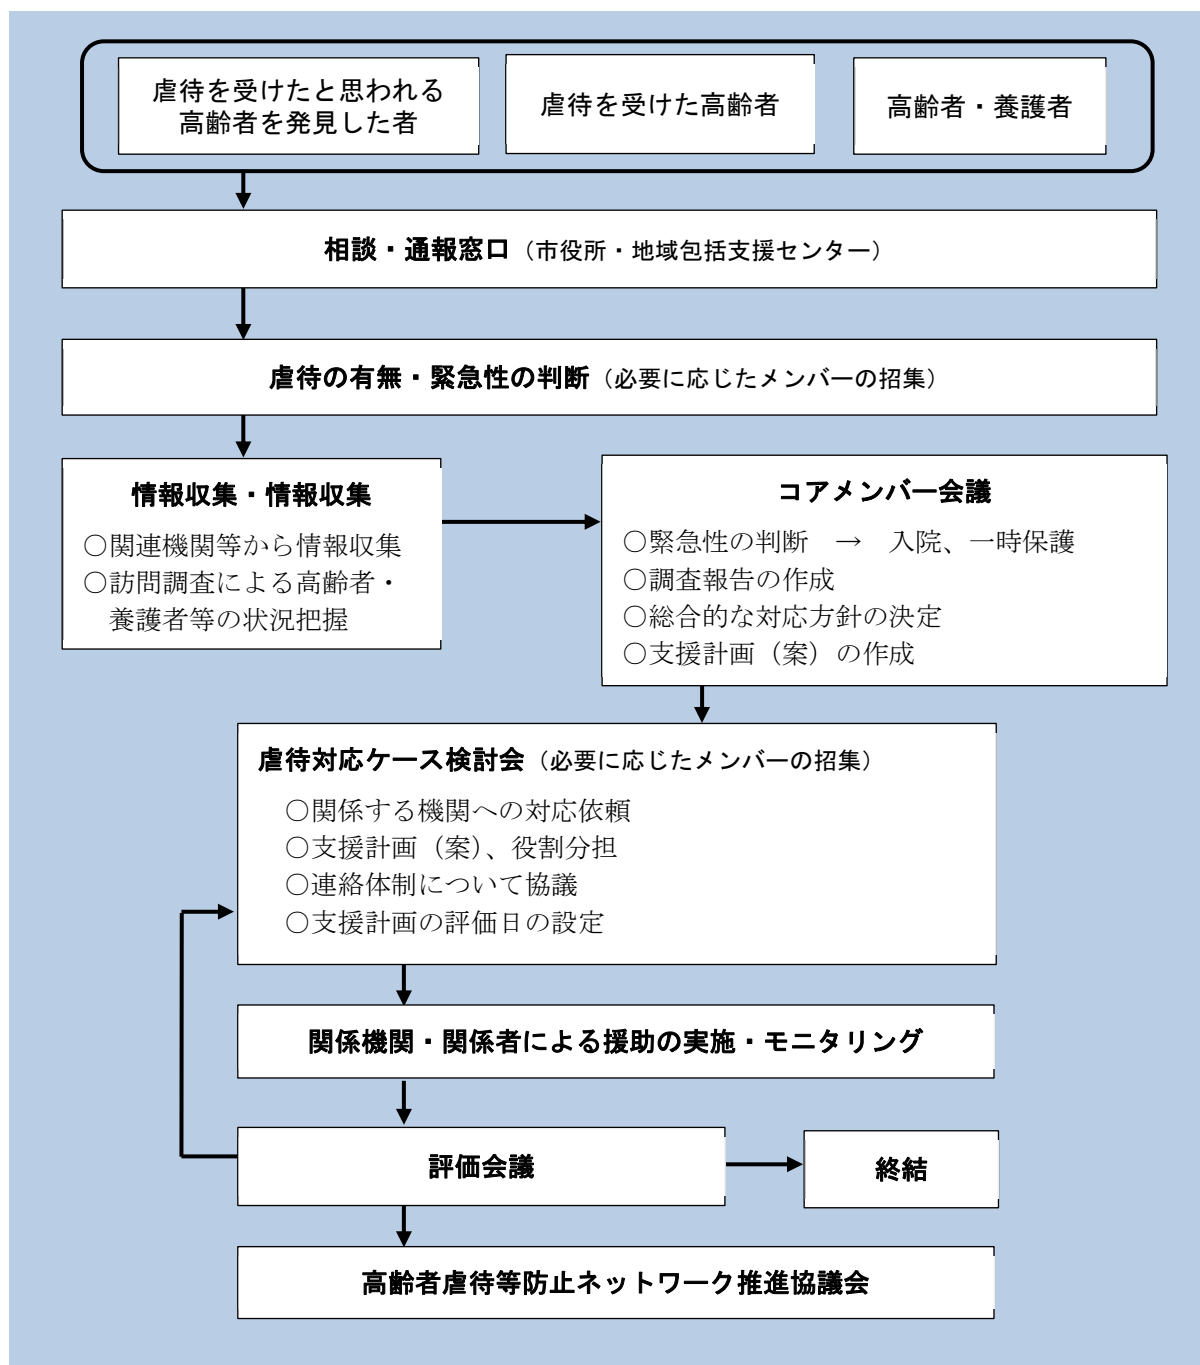 虐待を受けたと思われる
高齢者を発見した者
虐待を受けた高齢者
高齢者・養護者
相談・通報窓口（市役所・地域包括支援センター）
虐待の有無・緊急性の判断（必要に応じたメンバーの招集）
情報収集・情報収集
○関連機関等から情報収集
○訪問調査による高齢者・
養護者等の状況把握
コアメンバー会議
○緊急性の判断　→　入院、一時保護
○調査報告の作成
○総合的な対応方針の決定
○支援計画（案）の作成
虐待対応ケース検討会（必要に応じたメンバーの招集）
○関係する機関への対応依頼
○支援計画（案）、役割分担
○連絡体制について協議
○支援計画の評価日の設定
関係機関・関係者による援助の実施・モニタリング
評価会議
終結
高齢者虐待等防止ネットワーク推進協議会